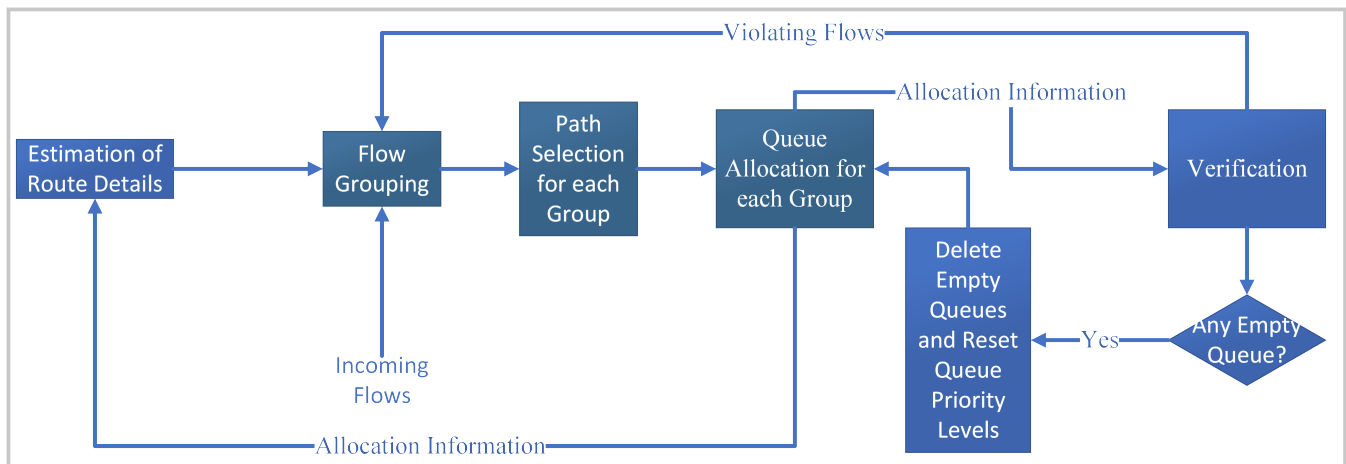 Violating Flows
Allocation Information
Estimation of
Route Details
Flow
Grouping
Path
Selection
for each
Group
Queue
Allocation for
each Group
Verification
Delete
Empty
Queues
and Reset
Queue
Priority
Levels
Yes
Any Empty
Queue?
Incoming
Flows
Allocation Information